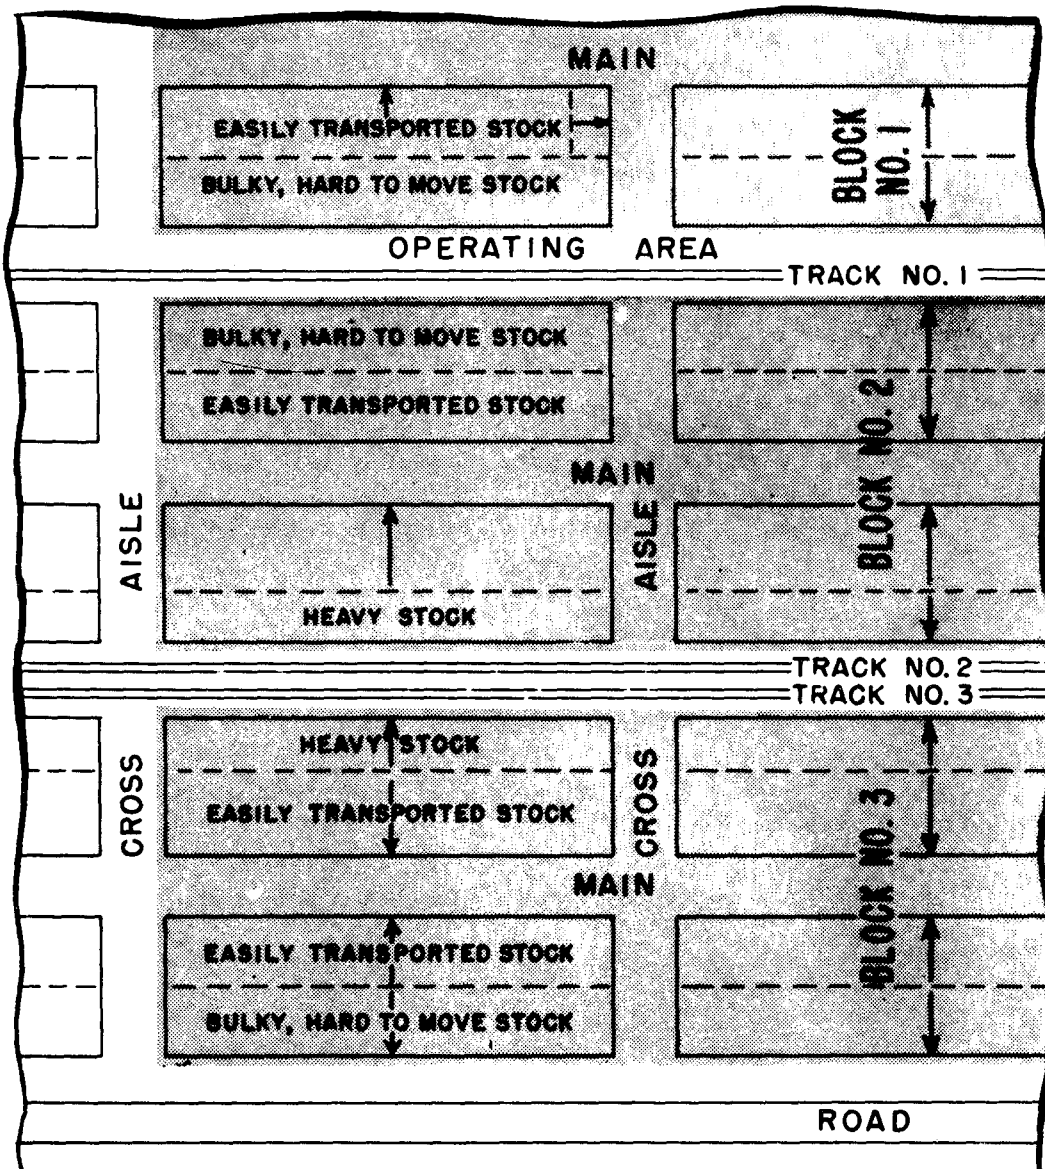 MAIN
EASILY TRANSPORTED STOCK
BULKY, HARD TO MOVE STOCK
BLOCK
NO. 1
OPERATING AREA
TRACK NO. 1
BULKY, HARD TO MOVE STOCK
EASILY TRANSPORTED STOCK
BLOCK NO. 2
MAIN
AISLE
AISLE
HEAVY STOCK
TRACK NO. 2
TRACK NO. 3
HEAVY STOCK
EASILY TRANSPORTED STOCK
CROSS
CROSS
BLOCK NO. 3
MAIN
EASILY TRANSPORTED STOCK
BULKY, HARD TO MOVE STOCK
ROAD